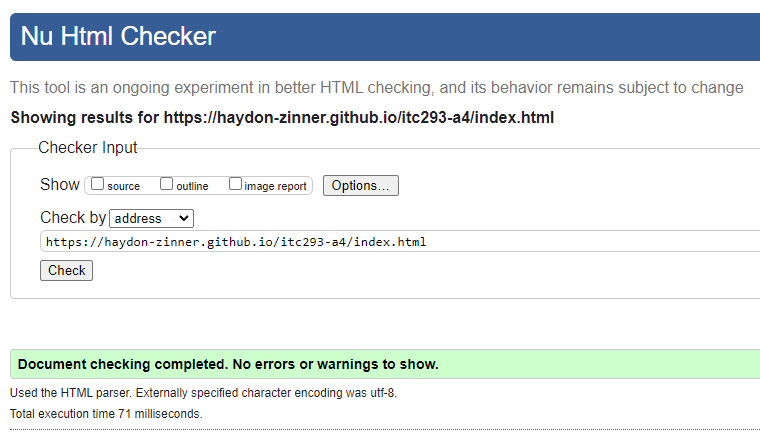 Nu Html Checker
This tool is an ongoing experiment in better HTML checking, and its behavior remains subject to change
Showing results for https://haydon-zinner.github.io/itc293-a4/index.html
Checker Input
Show source outline image report Options...
Check by address
https://haydon-zinner.github.io/itc293-a4/index.html
Check
Document checking completed. No errors or warnings to show.
Used the HTML parser. Externally specified character encoding was utf-8.
Total execution time 71 milliseconds.